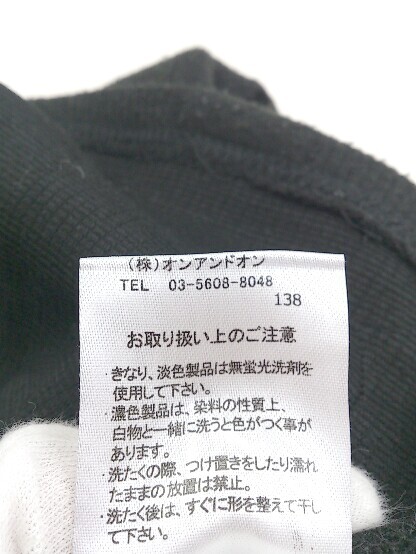 (株)オンアンドオン
TEL 03-5608-8048
138
お取り扱い上のご注意
・きなり、淡色製品は無蛍光洗剤を
使用して下さい。
・濃色製品は、染料の性質上、
白物と一緒に洗うと色がつく事が
あります。
・洗たくの際、つけ置きをしたり濡れ
たままの放置は禁止。
・洗たく後は、すぐに形を整えて干し
て下さい。